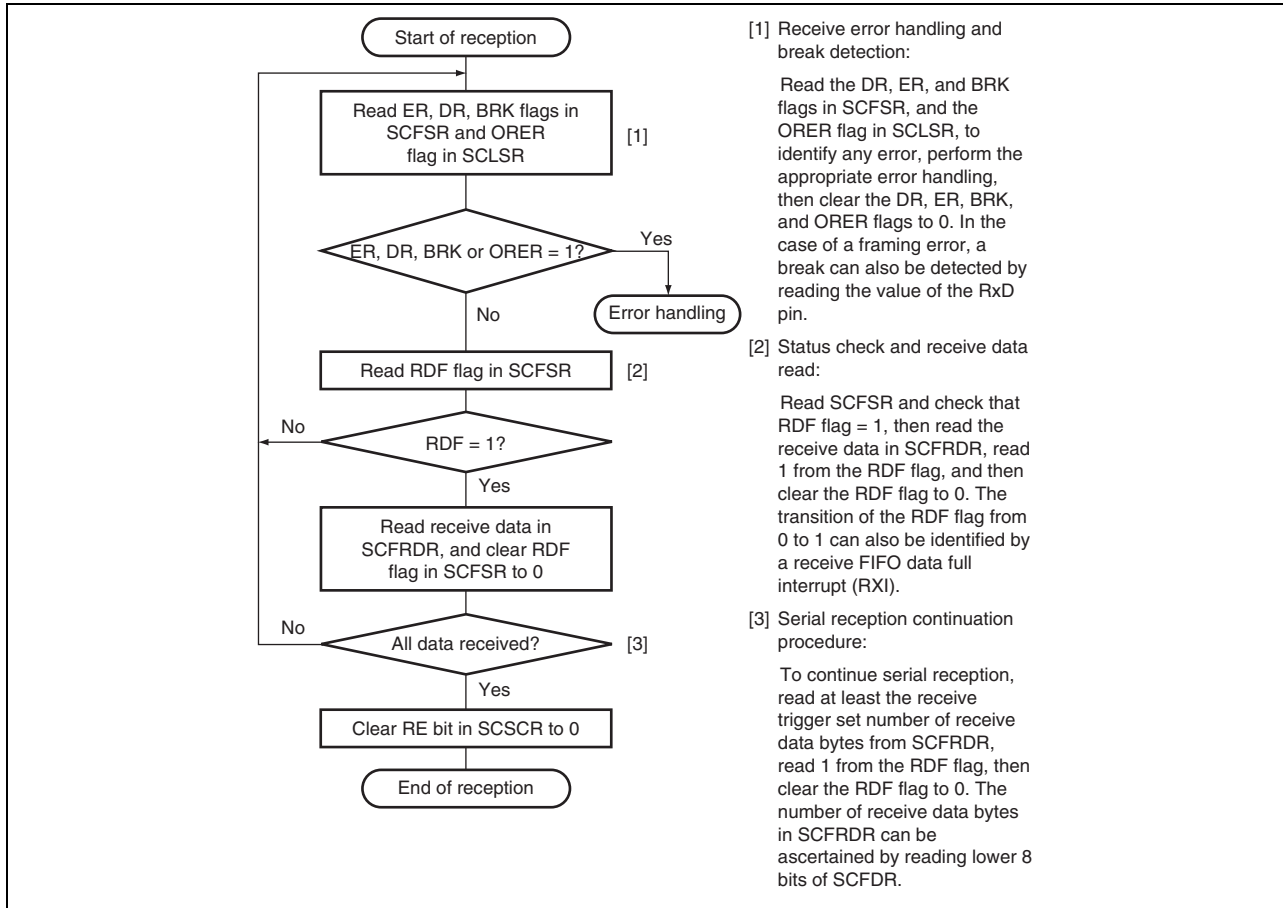 Start of reception
Read ER, DR, BRK flags in
SCFSR and ORER
flag in SCLSR
[1]
ER, DR, BRK or ORER = 1?
Yes
No
Error handling
Read RDF flag in SCFSR
[2]
No
RDF = 1?
Yes
Read receive data in
SCFRDR, and clear RDF
flag in SCFSR to 0
No
All data received?
[3]
Yes
Clear RE bit in SCSCR to 0
End of reception
[1] Receive error handling and
break detection:
Read the DR, ER, and BRK
flags in SCFSR, and the
ORER flag in SCLSR, to
identify any error, perform the
appropriate error handling,
then clear the DR, ER, BRK,
and ORER flags to 0. In the
case of a framing error, a
break can also be detected by
reading the value of the RxD
pin.
[2] Status check and receive data
read:
Read SCFSR and check that
RDF flag = 1, then read the
receive data in SCFRDR, read
1 from the RDF flag, and then
clear the RDF flag to 0. The
transition of the RDF flag from
0 to 1 can also be identified by
a receive FIFO data full
interrupt (RXI).
[3] Serial reception continuation
procedure:
To continue serial reception,
read at least the receive
trigger set number of receive
data bytes from SCFRDR,
read 1 from the RDF flag, then
clear the RDF flag to 0. The
number of receive data bytes
in SCFRDR can be
ascertained by reading lower 8
bits of SCFDR.